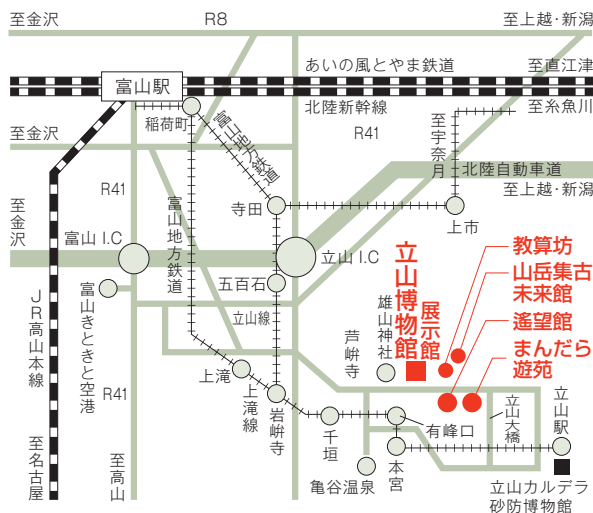 至金沢
R8
至上越・新潟
あいの風とやま鉄道
至直江津
富山駅
北陸新幹線
至糸魚川
稲荷町
富山地方鉄道
R41
至宇奈月
至金沢
北陸自動車道
至上越・新潟
R41
富山地方鉄道
寺田
上市
至金沢
富山 I.C
立山 I.C
立山博物館
展示館
教算坊
山岳集古
未来館
遙望館
まんだら
遊苑
五百石
立山線
雄山神社
芦峅寺
富山きときと空港
JR高山本線
上滝
上滝線
岩峅寺
千垣
有峰口
立山大橋
立山駅
R41
本宮
亀谷温泉
至名古屋
至高山
立山カルデラ
砂防博物館